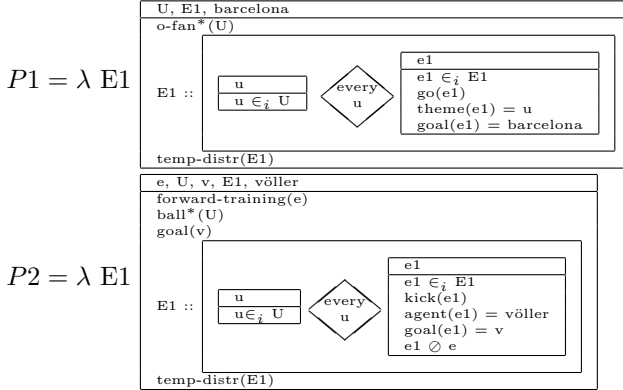 P1 = λ E1
U, E1, barcelona
o-fan*(U)
E1 ::
u
u ∈i U
every
u
e1
e1 ∈i E1
go(e1)
theme(e1) = u
goal(e1) = barcelona
temp-distr(E1)
P2 = λ E1
e, U, v, E1, völler
forward-training(e)
ball*(U)
goal(v)
E1 ::
u
u∈i U
every
u
e1
e1 ∈i E1
kick(e1)
agent(e1) = völler
goal(e1) = v
e1 ⊘ e
temp-distr(E1)